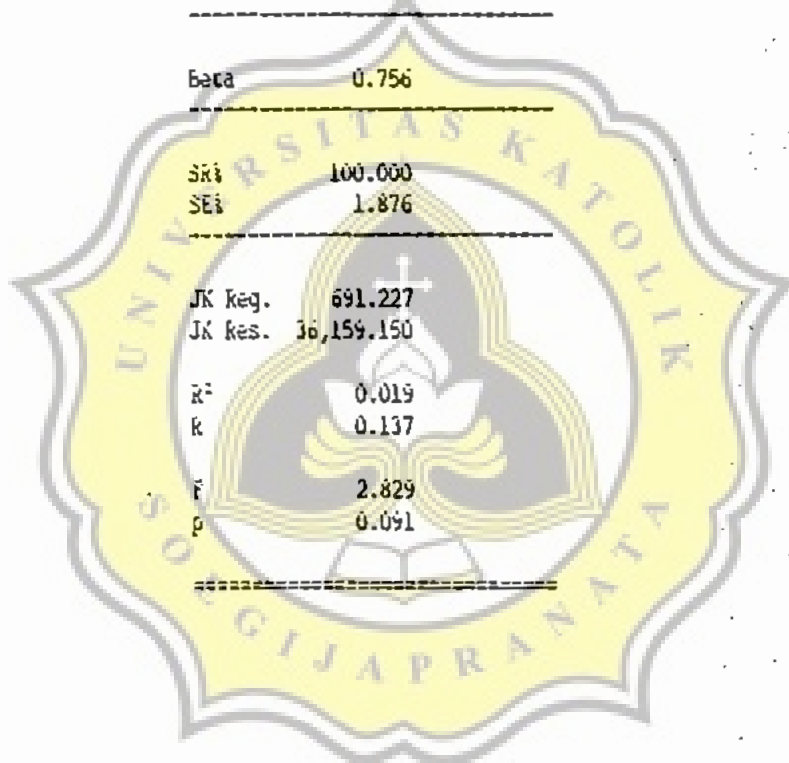 Beta 0.756
SR% 100.000
SE% 1.876
JK Reg. 691.227
JK Res. 36,159.150
R² 0.019
R 0.137
F 2.829
p 0.091
UNIVERSITAS KATOLIK
SOEGIJAPRANATA